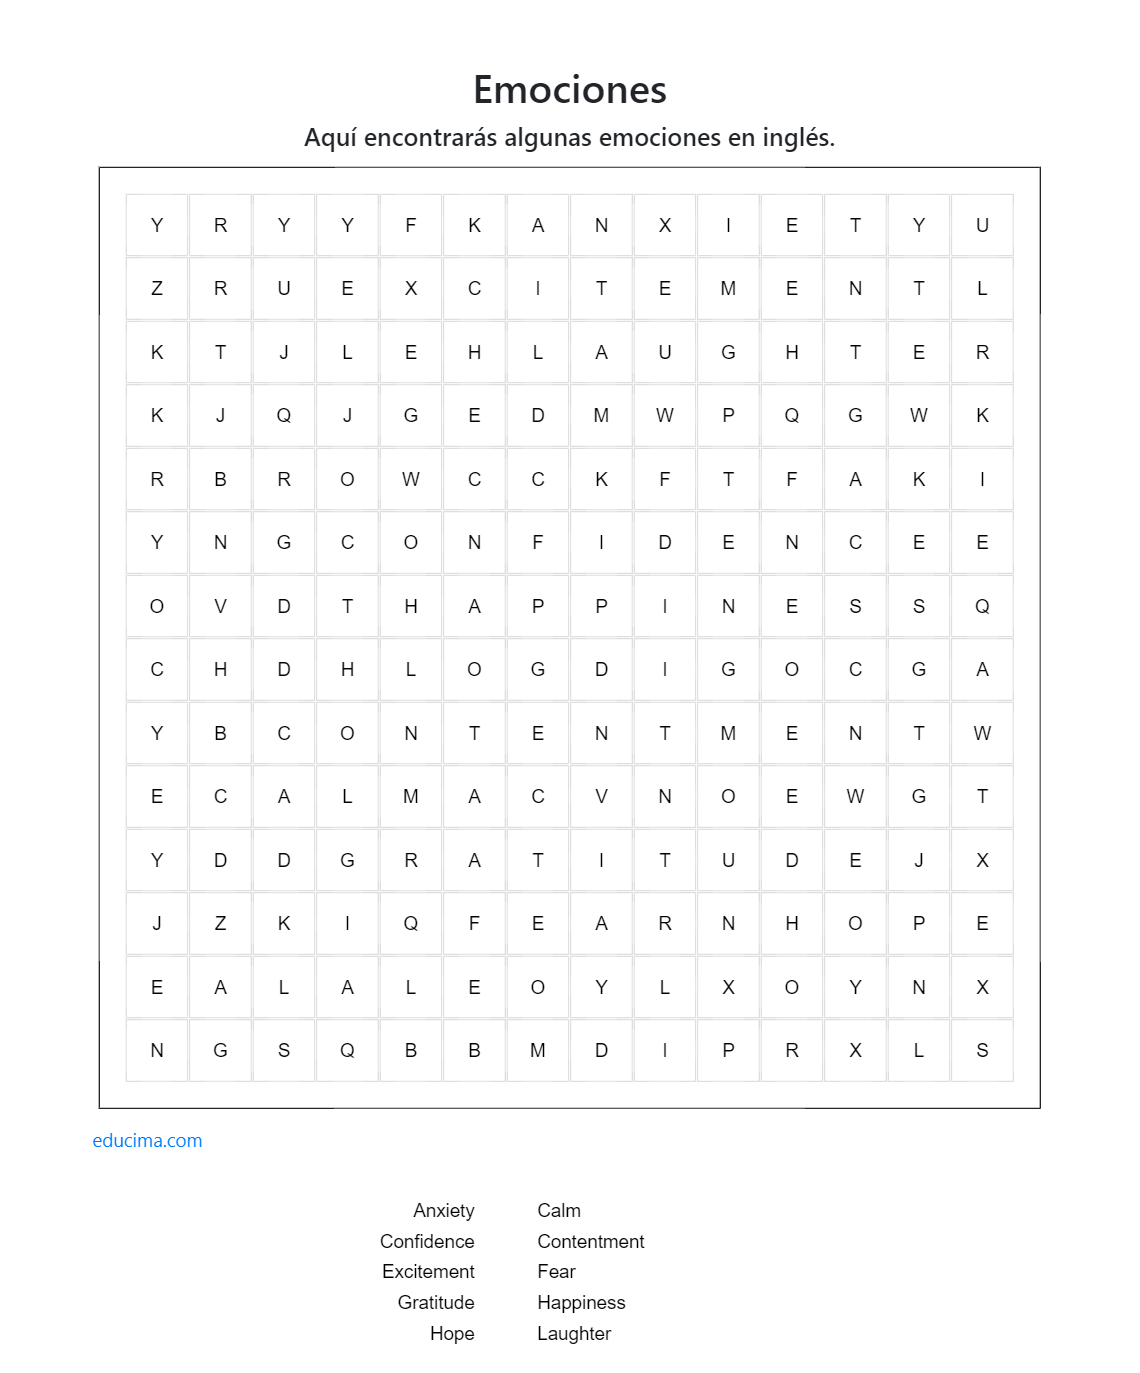 Emociones
Aquí encontrarás algunas emociones en inglés.
Y R Y Y F K A N X I E T Y U
Z R U E X C I T E M E N T L
K T J L E H L A U G H T E R
K J Q J G E D M W P Q G W K
R B R O W C C K F T F A K I
Y N G C O N F I D E N C E E
O V D T H A P P I N E S S Q
C H D H L O G D I G O C G A
Y B C O N T E N T M E N T W
E C A L M A C V N O E W G T
Y D D G R A T I T U D E J X
J Z K I Q F E A R N H O P E
E A L A L E O Y L X O Y N X
N G S Q B B M D I P R X L S
educima.com
Anxiety Calm
Confidence Contentment
Excitement Fear
Gratitude Happiness
Hope Laughter